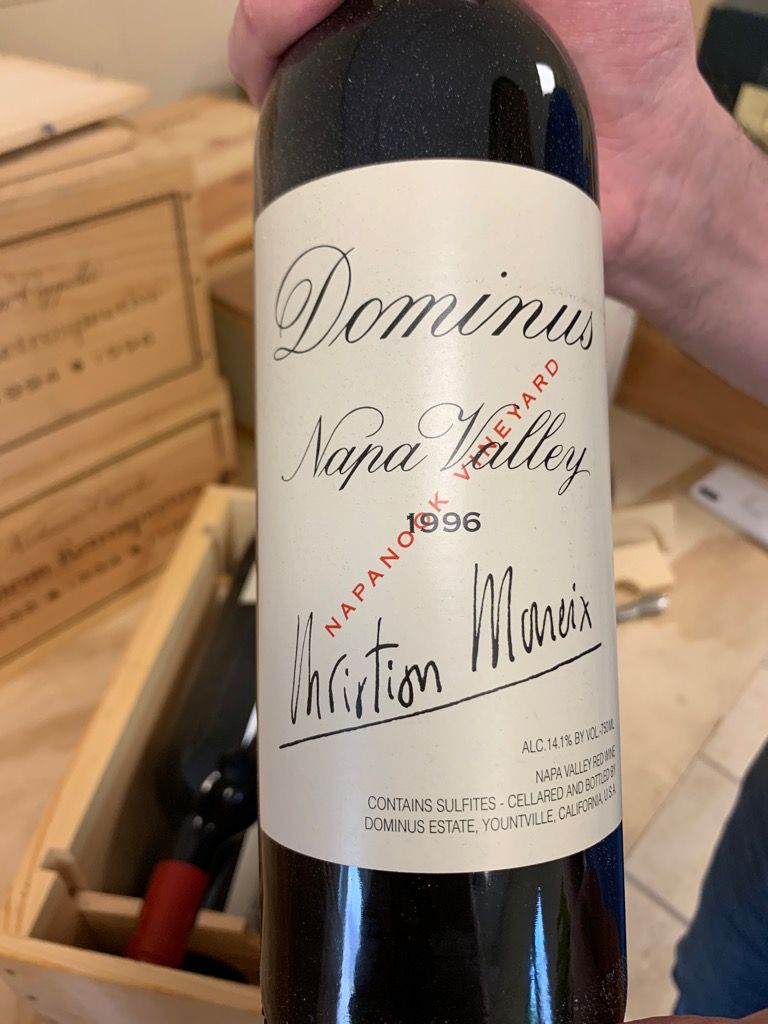 Dominus
Napa Valley
NAPANOOK VINEYARD
1996
Christian Moueix
ALC.14.1% BY VOL.-750ML
NAPA VALLEY RED WINE
CONTAINS SULFITES - CELLARED AND BOTTLED BY
DOMINUS ESTATE, YOUNTVILLE, CALIFORNIA, U.S.A.